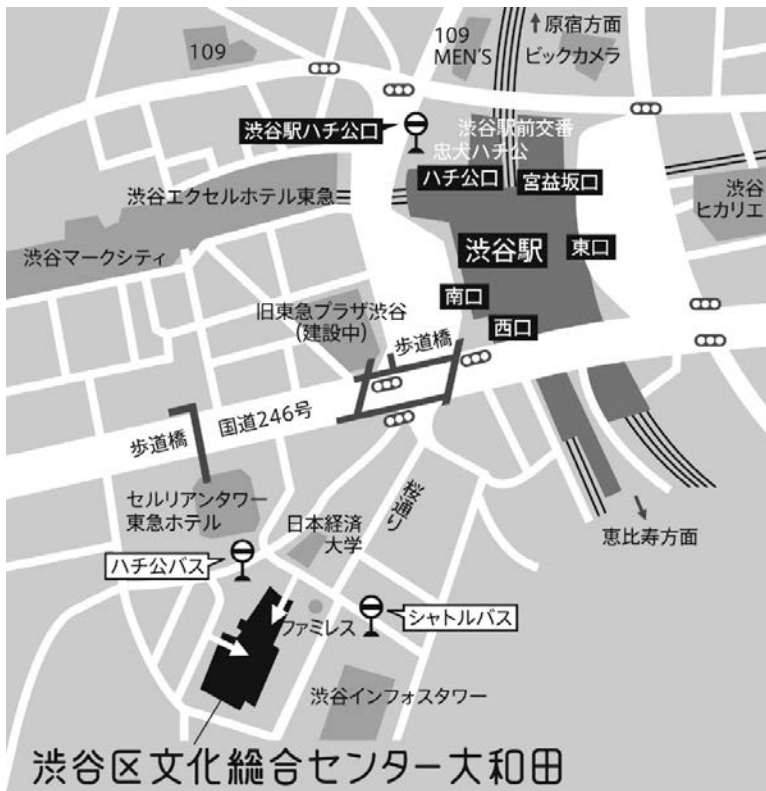 原宿方面
109
MEN'S
ビックカメラ
109
渋谷駅ハチ公口
渋谷駅前交番
忠犬ハチ公
ハチ公口
宮益坂口
渋谷エクセルホテル東急
渋谷
ヒカリエ
渋谷マークシティ
渋谷駅
東口
南口
西口
旧東急プラザ渋谷
(建設中)
歩道橋
国道246号
歩道橋
セルリアンタワー
東急ホテル
桜通り
日本経済
大学
恵比寿方面
ハチ公バス
ファミレス
シャトルバス
渋谷インフォスタワー
渋谷区文化総合センター大和田